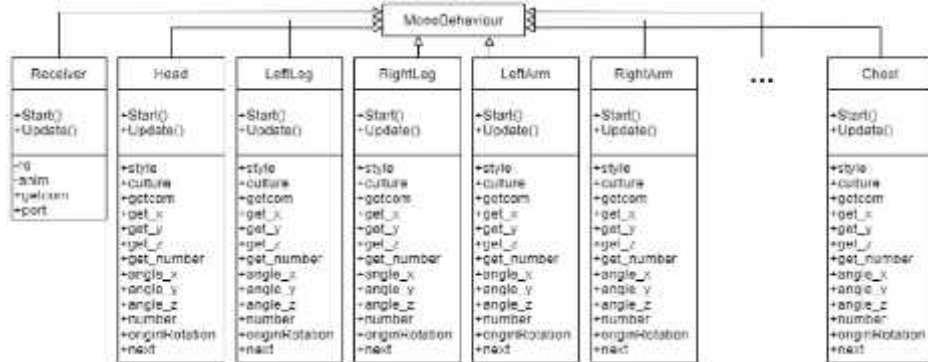 MonoBehaviour
Receiver
+Start()
+Update()
-rs
-anim
+getcom
+port
Head
+Start()
+Update()
+style
+culture
+getcom
+get_x
+get_y
+get_z
+get_number
+angle_x
+angle_y
+angle_z
+number
+originRotation
+next
LeftLeg
+Start()
+Update()
+style
+culture
+getcom
+get_x
+get_y
+get_z
+get_number
+angle_x
+angle_y
+angle_z
+number
+originRotation
+next
RightLeg
+Start()
+Update()
+style
+culture
+getcom
+get_x
+get_y
+get_z
+get_number
+angle_x
+angle_y
+angle_z
+number
+originRotation
+next
LeftArm
+Start()
+Update()
+style
+culture
+getcom
+get_x
+get_y
+get_z
+get_number
+angle_x
+angle_y
+angle_z
+number
+originRotation
+next
RightArm
+Start()
+Update()
+style
+culture
+getcom
+get_x
+get_y
+get_z
+get_number
+angle_x
+angle_y
+angle_z
+number
+originRotation
+next
...
Chest
+Start()
+Update()
+style
+culture
+getcom
+get_x
+get_y
+get_z
+get_number
+angle_x
+angle_y
+angle_z
+number
+originRotation
+next